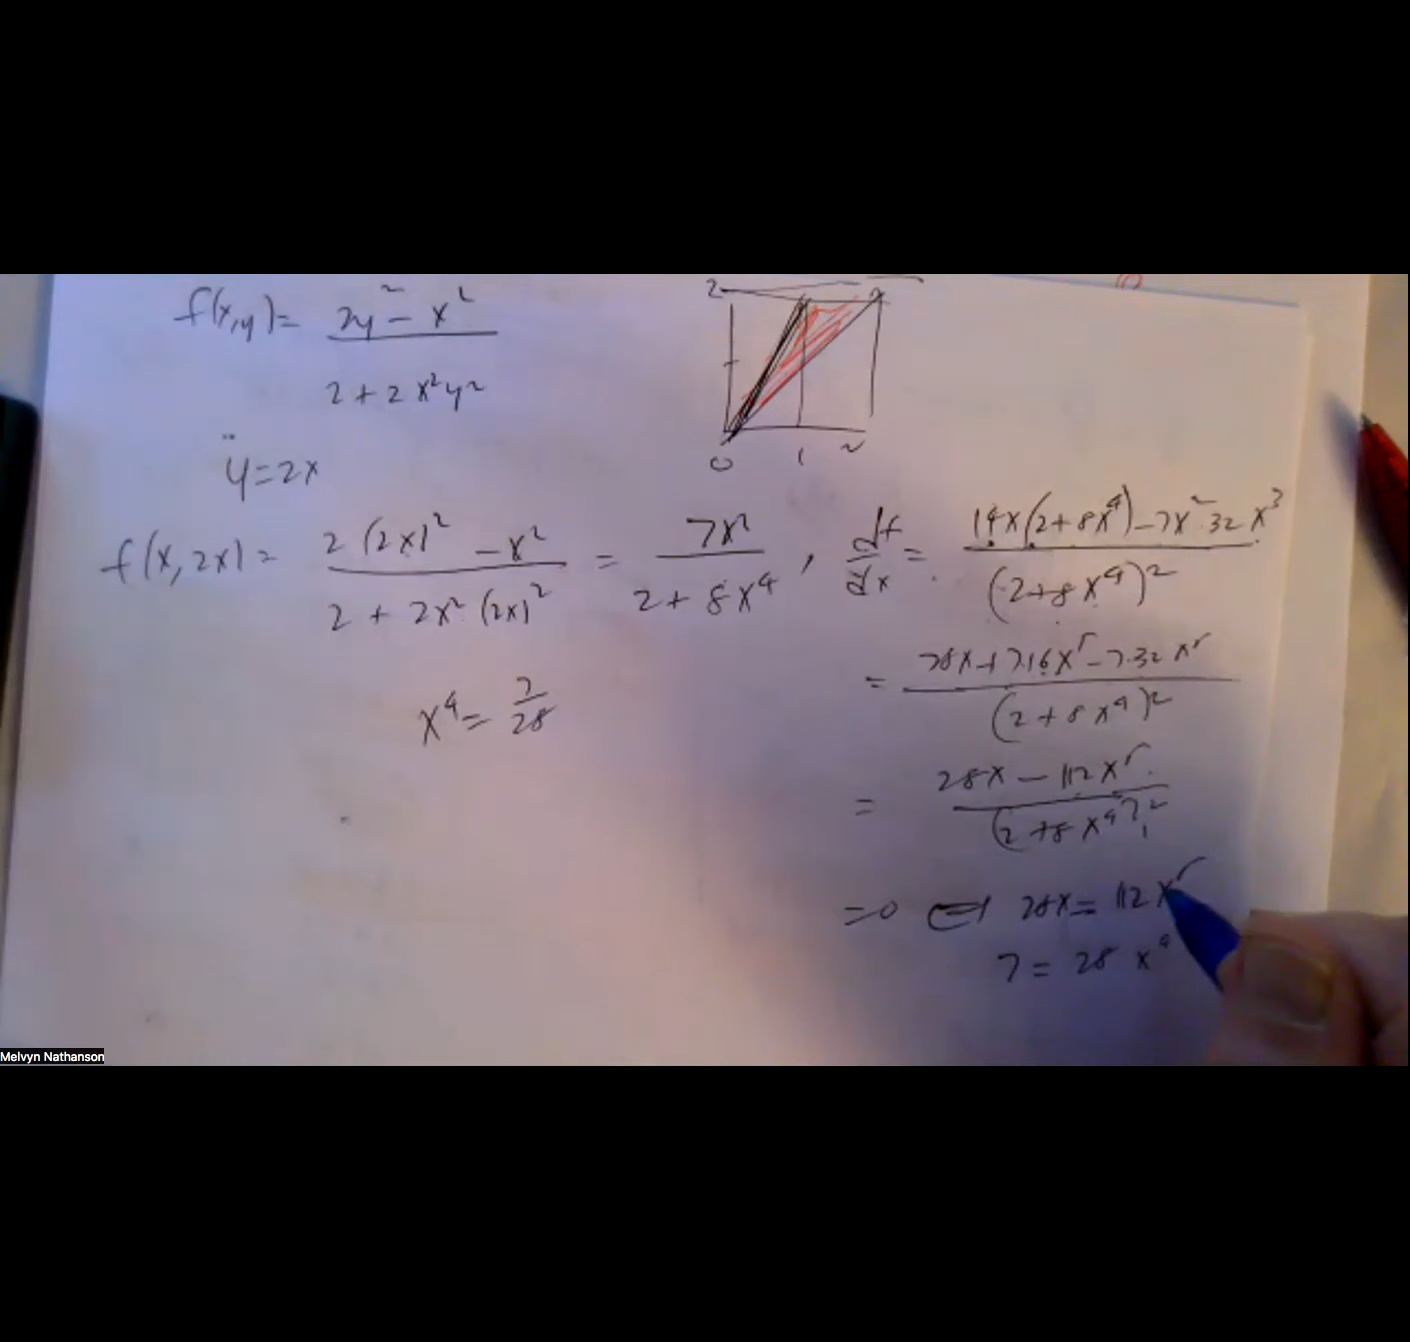 f(x,y) = (2y² − x²) / (2 + 2x²y²)
2
0 1 2
y = 2x
f(x, 2x) = (2(2x)² − x²) / (2 + 2x²(2x)²) = 7x² / (2 + 8x⁴) , df/dx = (14x(2 + 8x⁴) − 7x² 32x³) / (2 + 8x⁴)²
= (28x + 7.16x⁵ − 7.32x⁵) / (2 + 8x⁴)²
x⁴ = 7/28
= (28x − 112x⁵) / (2 + 8x⁴)²
= 0 ⟺ 28x = 112x⁵
7 = 28 x⁴
Melvyn Nathanson